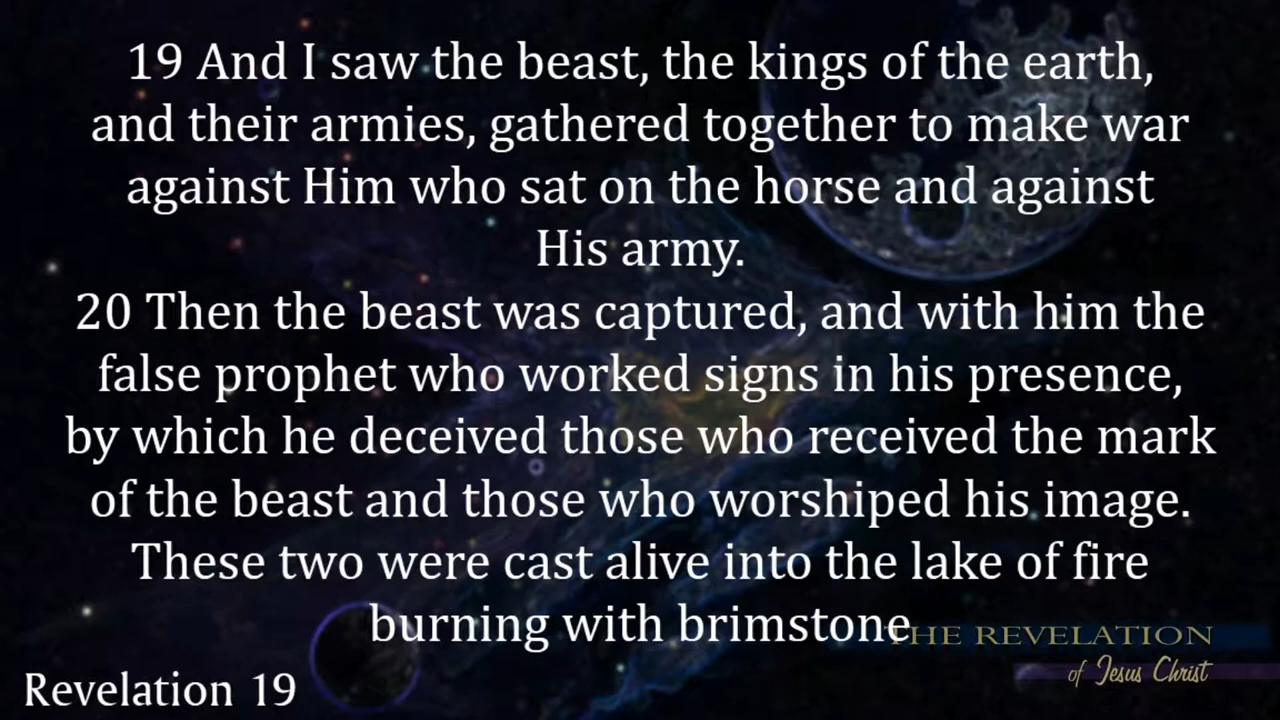 19 And I saw the beast, the kings of the earth,
and their armies, gathered together to make war
against Him who sat on the horse and against
His army.
20 Then the beast was captured, and with him the
false prophet who worked signs in his presence,
by which he deceived those who received the mark
of the beast and those who worshiped his image.
These two were cast alive into the lake of fire
burning with brimstone
THE REVELATION
of Jesus Christ
Revelation 19